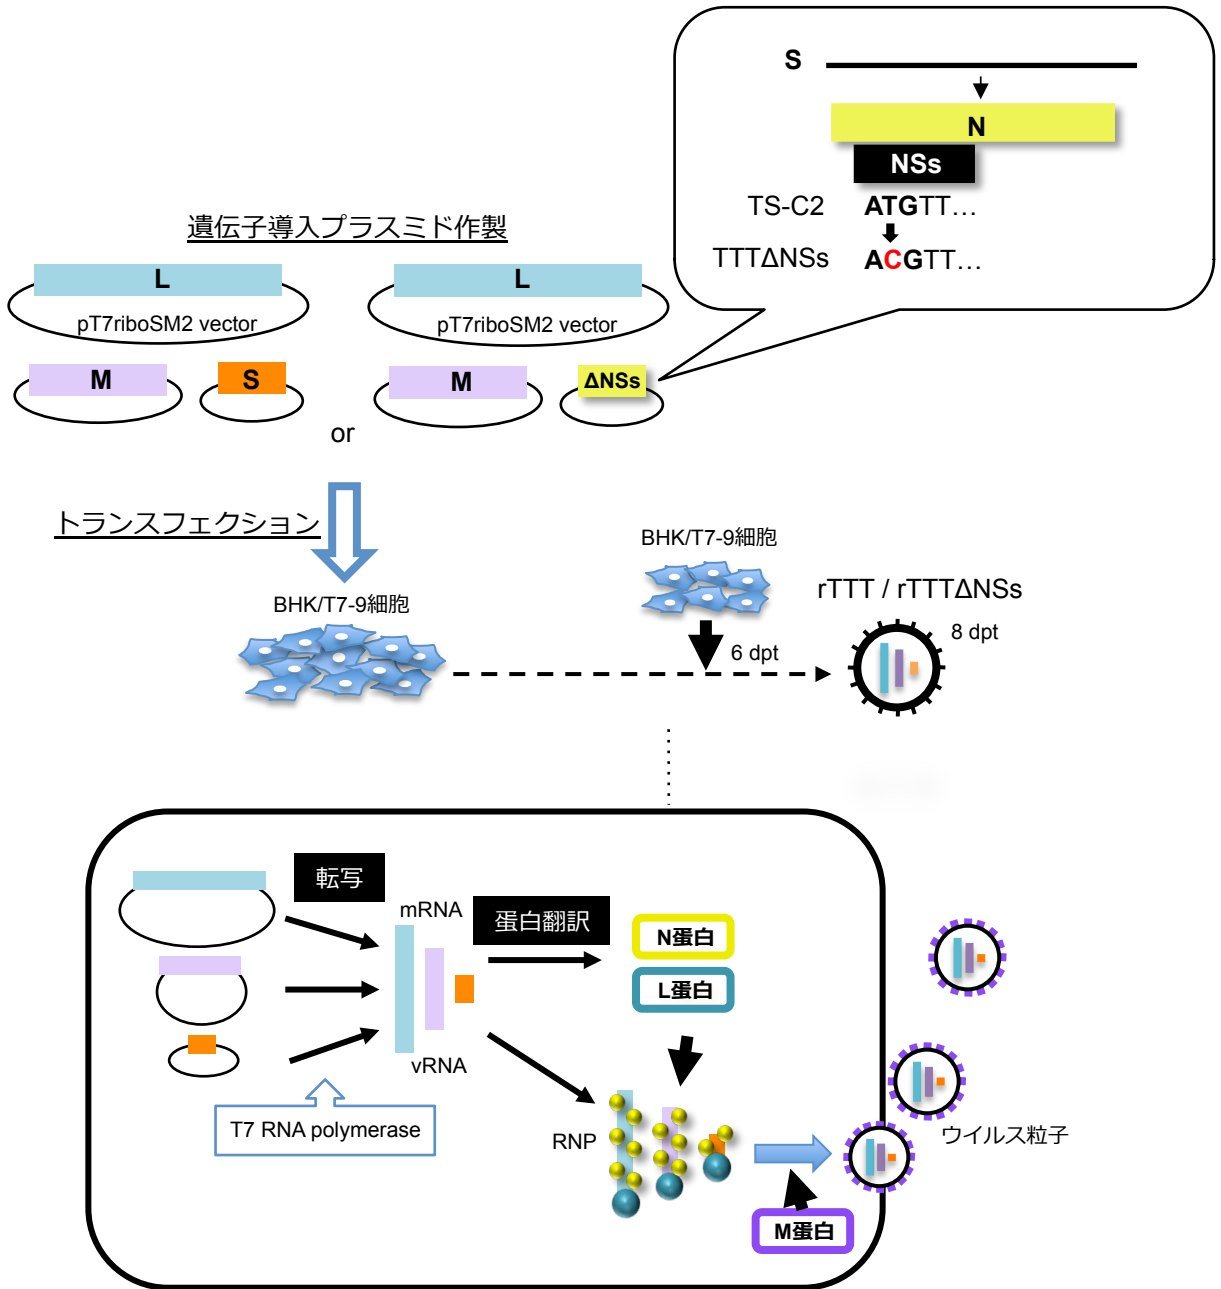 S
N
NSs
TS-C2 ATGTT…
TTTΔNSs ACGTT…
遺伝子導入プラスミド作製
L
pT7riboSM2 vector
M
S
L
pT7riboSM2 vector
M
ΔNSs
or
トランスフェクション
BHK/T7-9細胞
BHK/T7-9細胞
6 dpt
rTTT / rTTTΔNSs
8 dpt
転写
mRNA
蛋白翻訳
N蛋白
L蛋白
vRNA
T7 RNA polymerase
RNP
M蛋白
ウイルス粒子